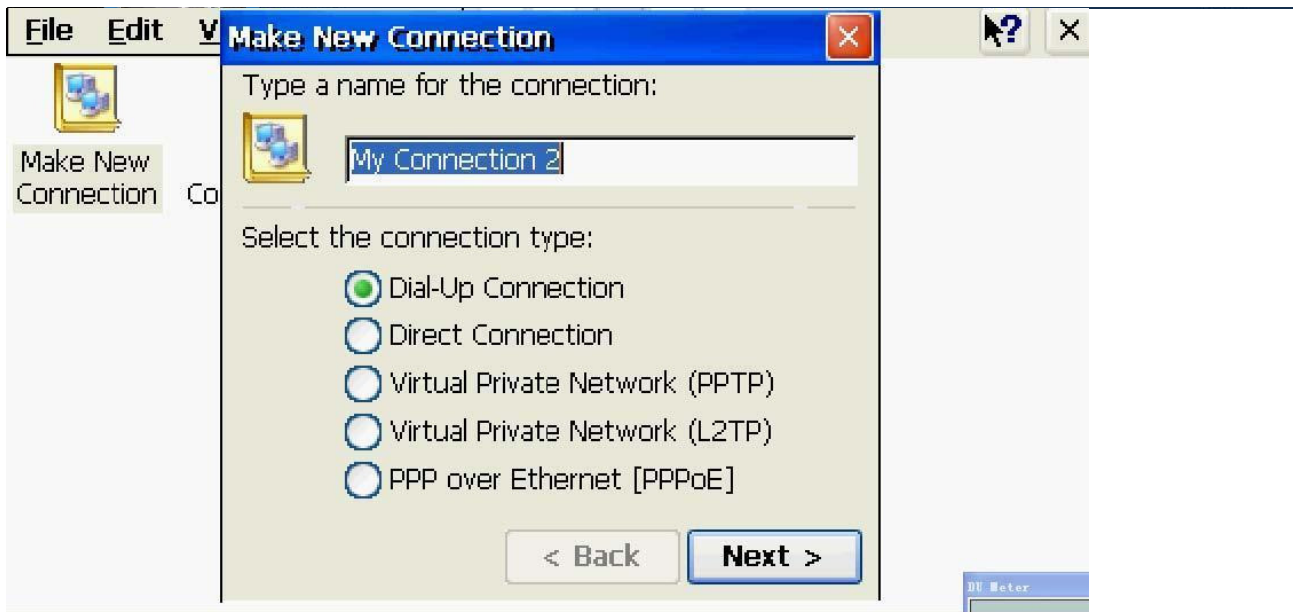 File Edit V
Make New Connection
?
Type a name for the connection:
My Connection 2
Make New
Connection
Co
Select the connection type:
Dial-Up Connection
Direct Connection
Virtual Private Network (PPTP)
Virtual Private Network (L2TP)
PPP over Ethernet [PPPoE]
< Back Next >
DU Meter